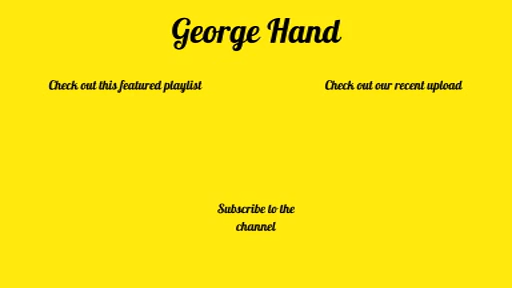 George Hand
Check out this featured playlist
Check out our recent upload
Subscribe to the
channel